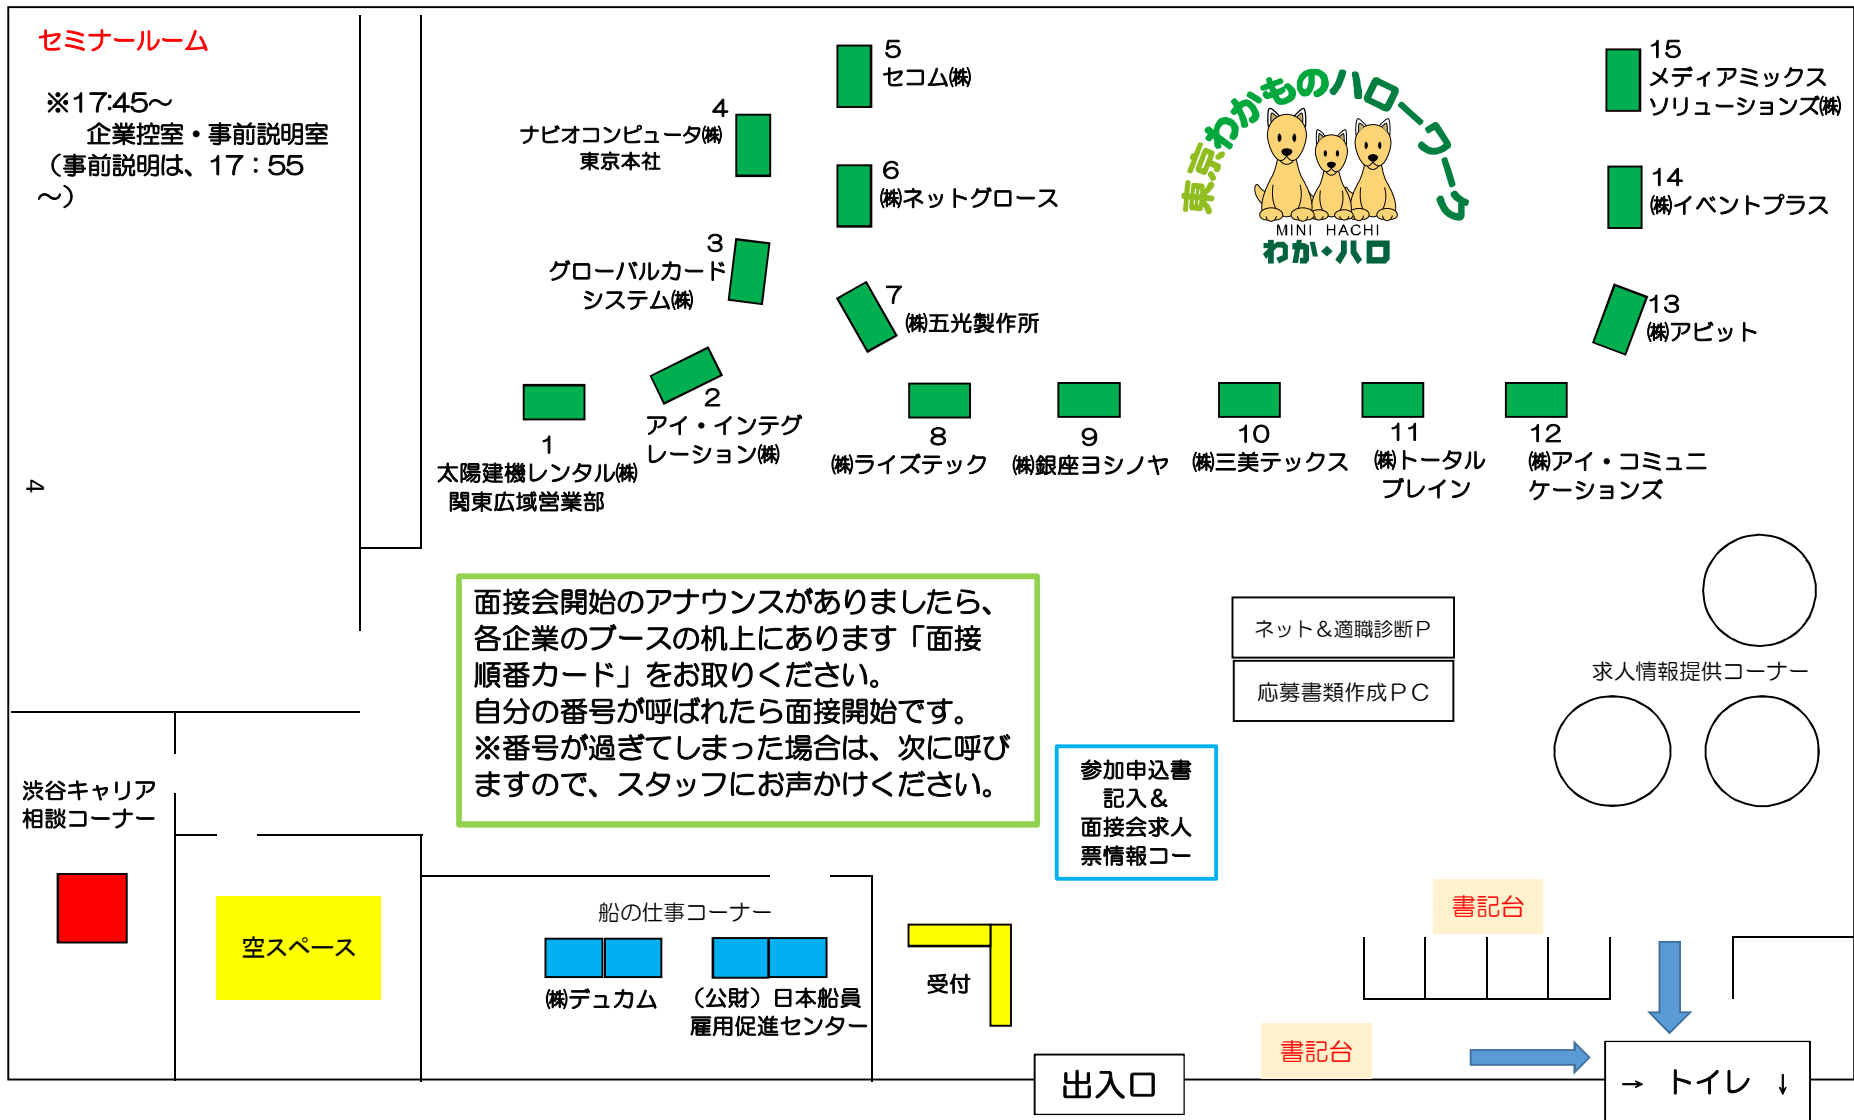 セミナールーム
※17:45～
企業控室・事前説明室
（事前説明は、17：55
～）
4
5
セコム㈱
4
ナビオコンピュータ㈱
東京本社
6
㈱ネットグロース
3
グローバルカード
システム㈱
7
㈱五光製作所
2
アイ・インテグ
レーション㈱
1
太陽建機レンタル㈱
関東広域営業部
8
㈱ライズテック
9
㈱銀座ヨシノヤ
10
㈱三美テックス
11
㈱トータル
ブレイン
12
㈱アイ・コミュニ
ケーションズ
13
㈱アビット
14
㈱イベントプラス
15
メディアミックス
ソリューションズ㈱
東京わかものハローワーク
MINI HACHI
わか・ハロ
面接会開始のアナウンスがありましたら、
各企業のブースの机上にあります「面接
順番カード」をお取りください。
自分の番号が呼ばれたら面接開始です。
※番号が過ぎてしまった場合は、次に呼び
ますので、スタッフにお声かけください。
ネット＆適職診断Ｐ
応募書類作成ＰＣ
求人情報提供コーナー
参加申込書
記入＆
面接会求人
票情報コー
渋谷キャリア
相談コーナー
空スペース
船の仕事コーナー
㈱デュカム
（公財）日本船員
雇用促進センター
受付
書記台
書記台
出入口
→ トイレ ↓